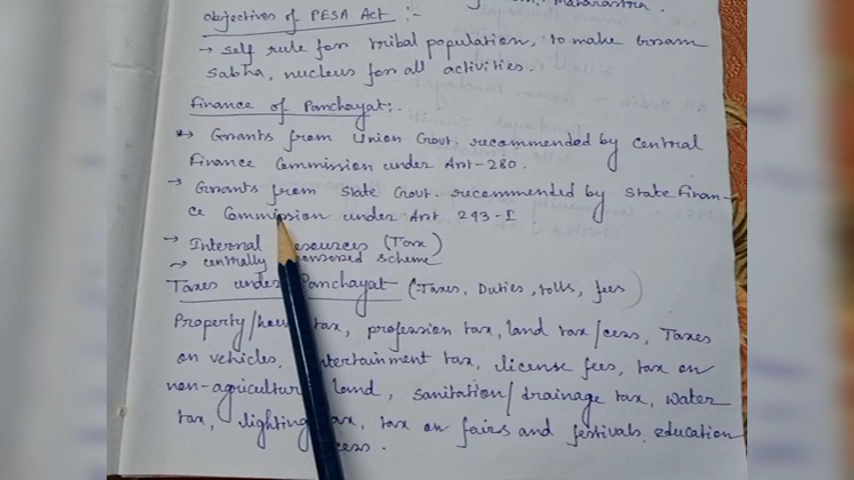 Maharastra.
Objectives of PESA Act :-
→ Self rule for tribal population, to make Gram
Sabha, nucleus for all activities.
Finance of Panchayat:-
→ Grants from Union Govt. recommended by Central
Finance Commission under Art-280.
→ Grants from State Govt. recommended by State Finan-
ce Commission under Art 243-I
→ Internal (Tax)
→ centrally scheme
Taxes under Panchayat (Taxes, Duties, tolls, fees)
Property/ tax, profession tax, land tax/cess, Taxes
on vehicles, entertainment tax, license fees, tax on
non-agricultur land, sanitation/drainage tax, water
tax, lighting tax, tax on fairs and festivals, education
cess.